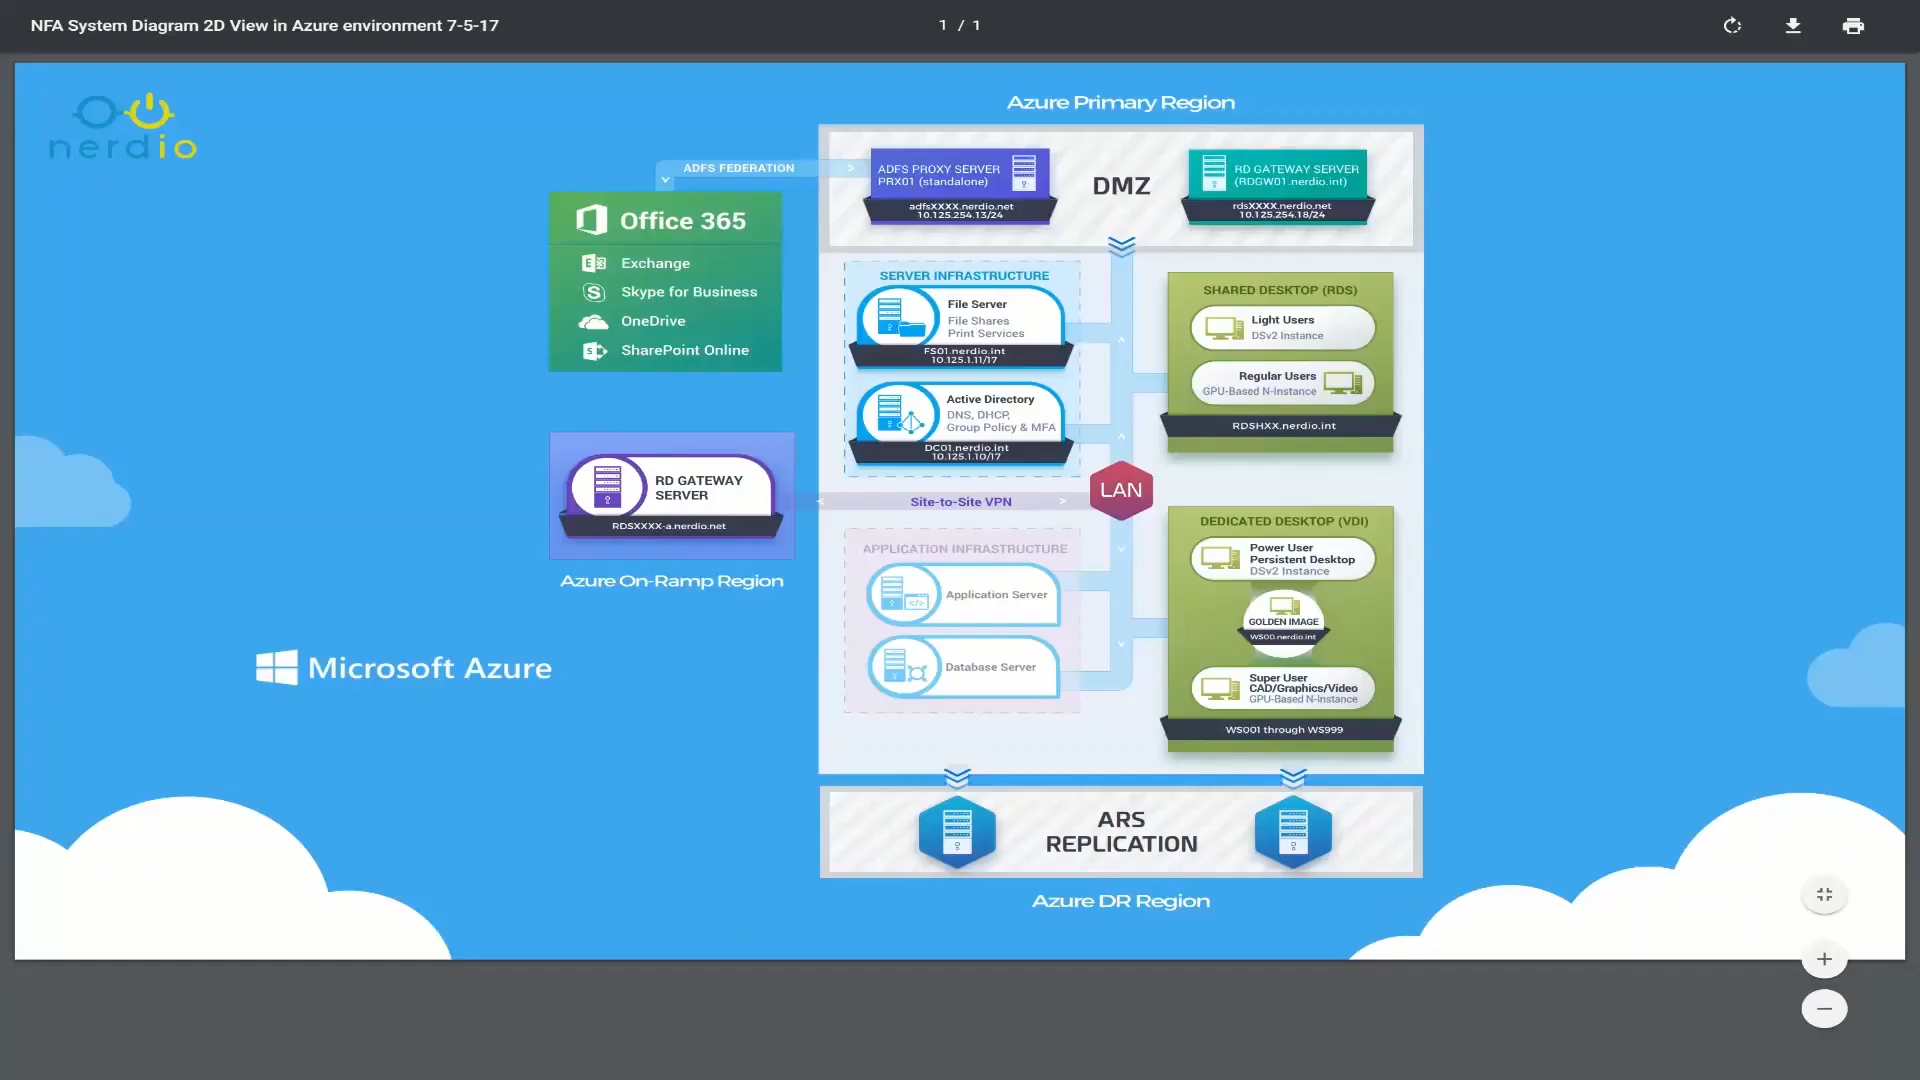 NFA System Diagram 2D View in Azure environment 7-5-17
1 / 1
nerdio
Azure Primary Region
ADFS FEDERATION
ADFS PROXY SERVER
PRX01 (standalone)
adfsXXXX.nerdio.net
10.125.254.13/24
DMZ
RD GATEWAY SERVER
(RDGW01.nerdio.int)
rdsXXXX.nerdio.net
10.125.254.18/24
Office 365
Exchange
Skype for Business
OneDrive
SharePoint Online
SERVER INFRASTRUCTURE
File Server
File Shares
Print Services
FS01.nerdio.int
10.125.1.11/17
Active Directory
DNS, DHCP,
Group Policy & MFA
DC01.nerdio.int
10.125.1.10/17
SHARED DESKTOP (RDS)
Light Users
DSv2 Instance
Regular Users
GPU-Based N-Instance
RDSHXX.nerdio.int
RD GATEWAY
SERVER
RDSXXXX-a.nerdio.net
Azure On-Ramp Region
Site-to-Site VPN
LAN
APPLICATION INFRASTRUCTURE
Application Server
Database Server
DEDICATED DESKTOP (VDI)
Power User
Persistent Desktop
DSv2 Instance
GOLDEN IMAGE
WS00.nerdio.int
Super User
CAD/Graphics/Video
GPU-Based N-Instance
WS001 through WS999
Microsoft Azure
ARS
REPLICATION
Azure DR Region